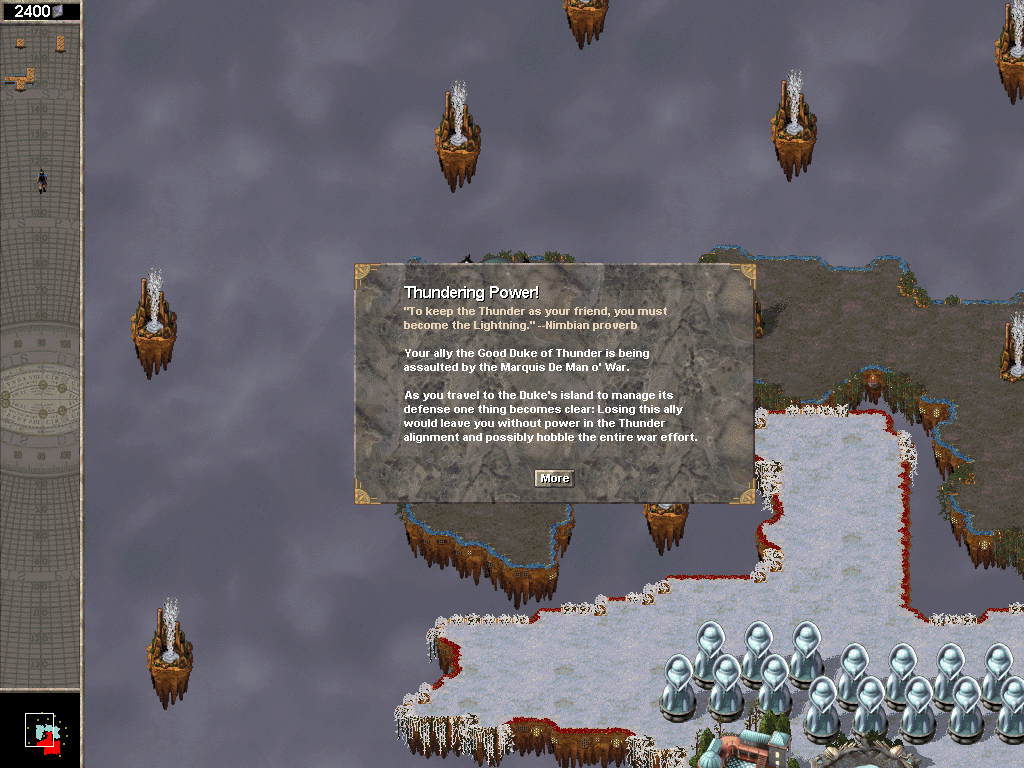 2400
Thundering Power!
"To keep the Thunder as your friend, you must
become the Lightning." --Nimbian proverb
Your ally the Good Duke of Thunder is being
assaulted by the Marquis De Man o' War.
As you travel to the Duke's island to manage its
defense one thing becomes clear: Losing this ally
would leave you without power in the Thunder
alignment and possibly hobble the entire war effort.
More